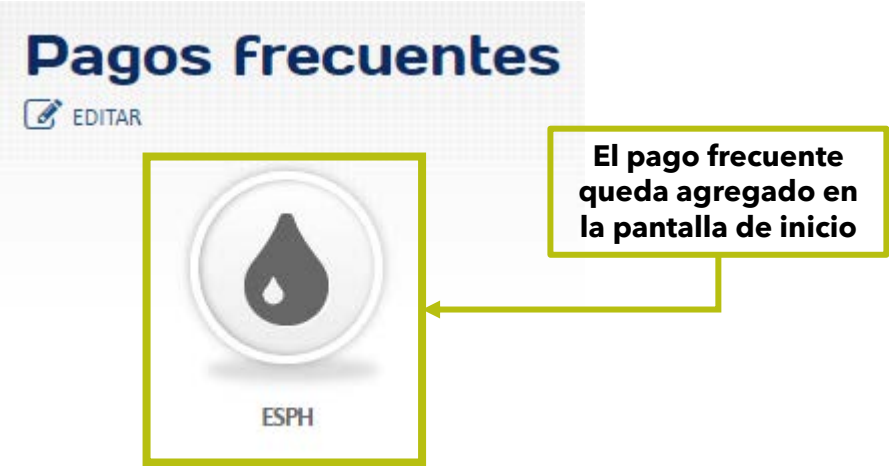 Pagos frecuentes
EDITAR
El pago frecuente
queda agregado en
la pantalla de inicio
ESPH